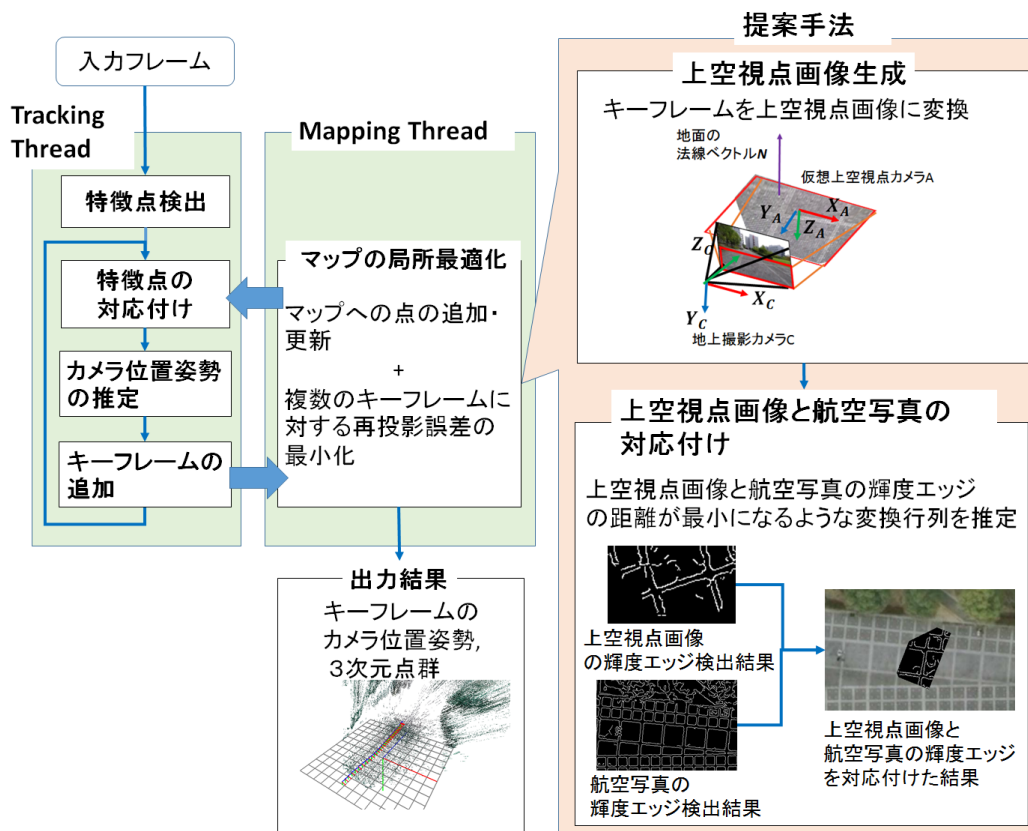 入力フレーム
Tracking
Thread
特徴点検出
特徴点の
対応付け
カメラ位置姿勢
の推定
キーフレームの
追加
Mapping Thread
マップの局所最適化
マップへの点の追加・
更新
+
複数のキーフレームに
対する再投影誤差の
最小化
出力結果
キーフレームの
カメラ位置姿勢,
3次元点群
提案手法
上空視点画像生成
キーフレームを上空視点画像に変換
地面の
法線ベクトルN
仮想上空視点カメラA
X_A
Y_A
Z_A
Z_C
X_C
Y_C
地上撮影カメラC
上空視点画像と航空写真の
対応付け
上空視点画像と航空写真の輝度エッジ
の距離が最小になるような変換行列を推定
上空視点画像
の輝度エッジ検出結果
航空写真の
輝度エッジ検出結果
上空視点画像と
航空写真の輝度エッジ
を対応付けた結果